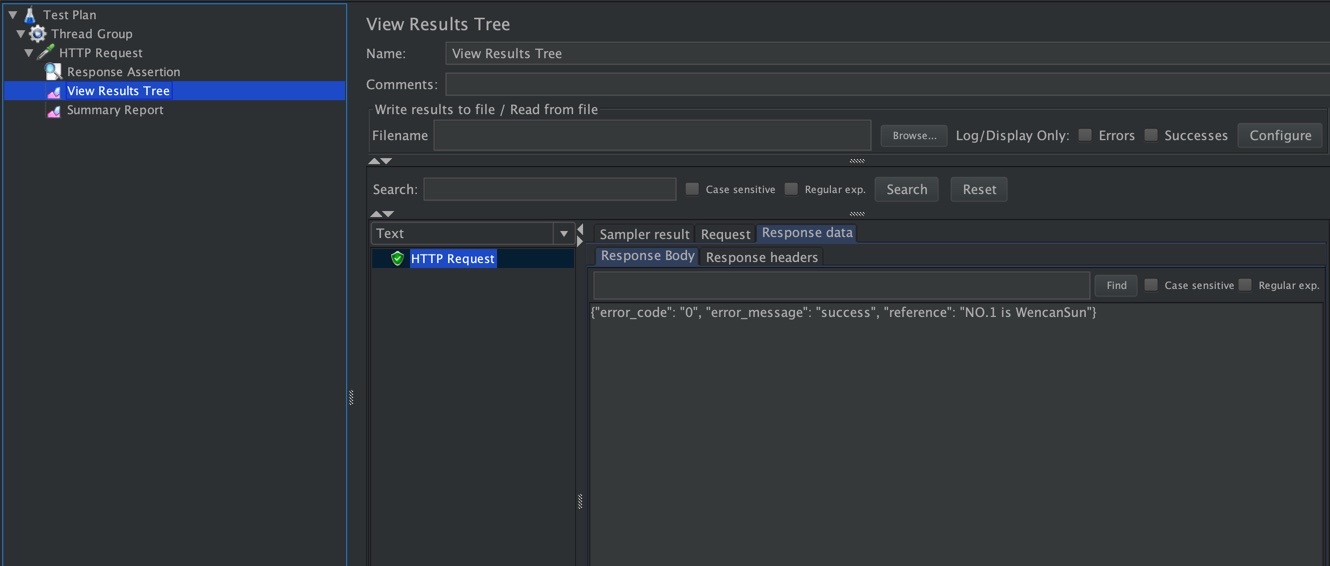 Test Plan
Thread Group
HTTP Request
Response Assertion
View Results Tree
Summary Report
View Results Tree
Name: View Results Tree
Comments:
Write results to file / Read from file
Filename Browse... Log/Display Only: Errors Successes Configure
Search: Case sensitive Regular exp. Search Reset
Text
HTTP Request
Sampler result Request Response data
Response Body Response headers
Find Case sensitive Regular exp.
{"error_code": "0", "error_message": "success", "reference": "NO.1 is WencanSun"}